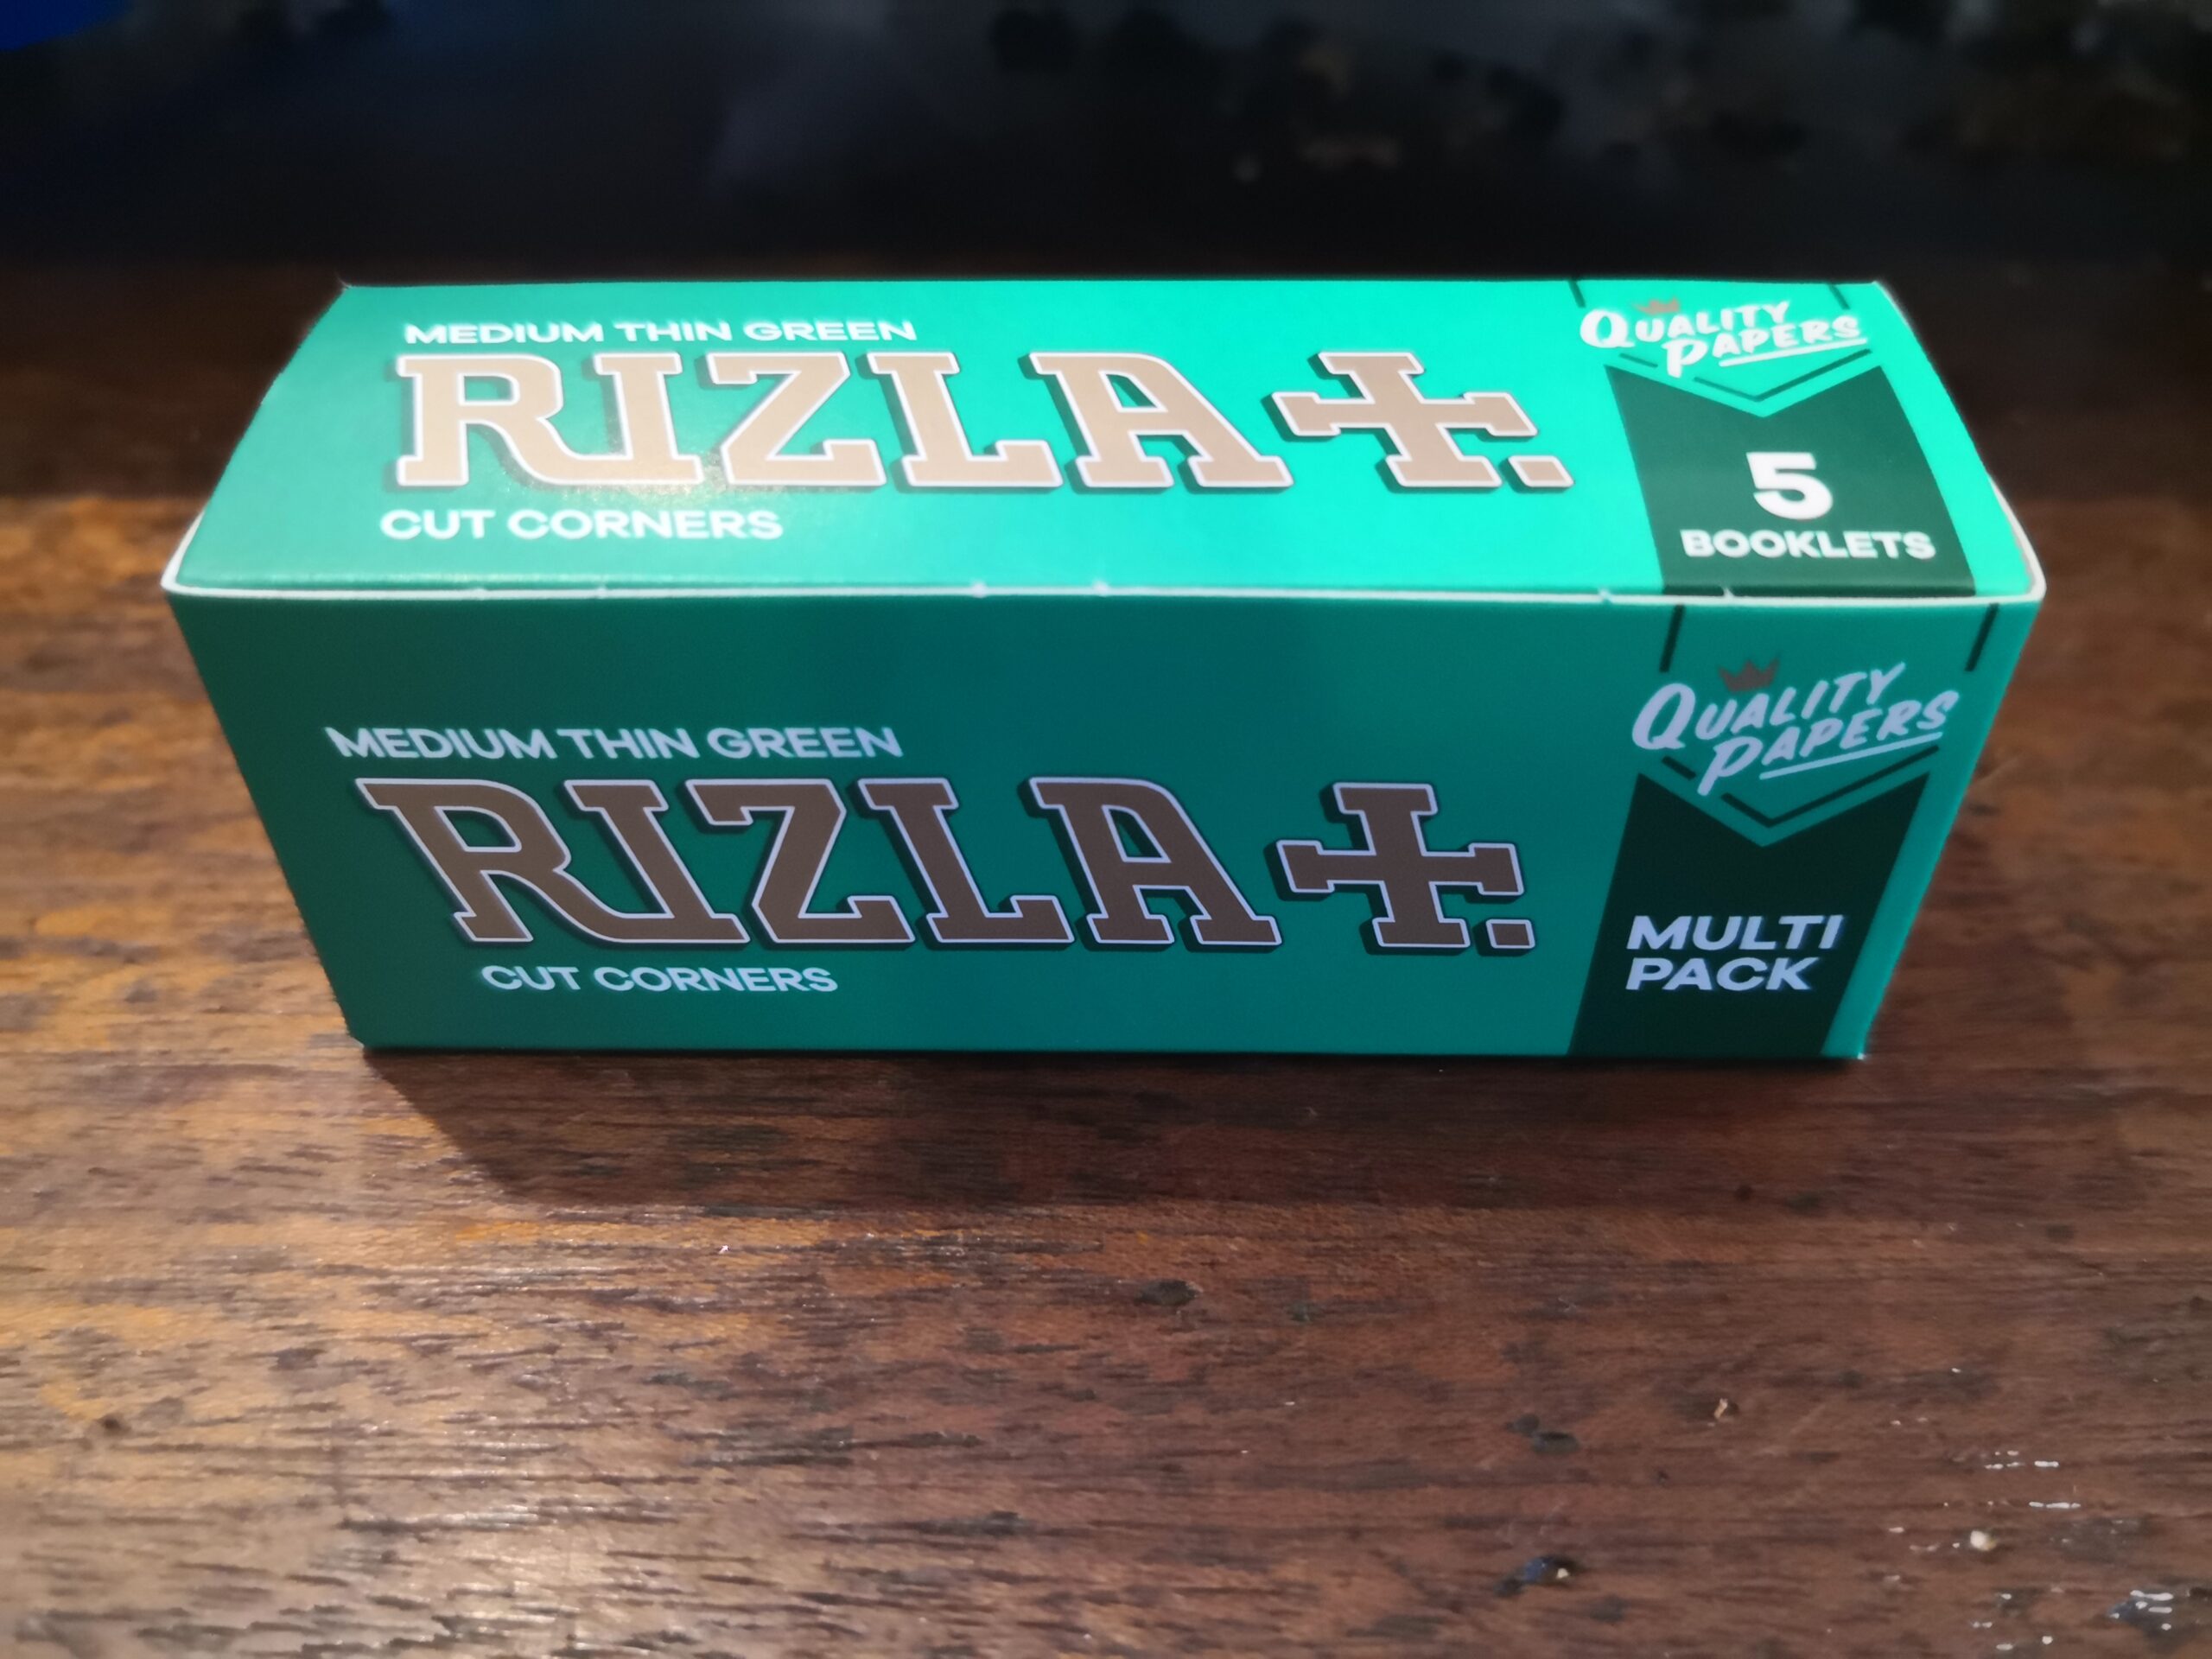 MEDIUM THIN GREEN
RIZLA+.
CUT CORNERS
QUALITY
PAPERS
5
BOOKLETS
MEDIUM THIN GREEN
RIZLA+.
CUT CORNERS
QUALITY
PAPERS
MULTI
PACK